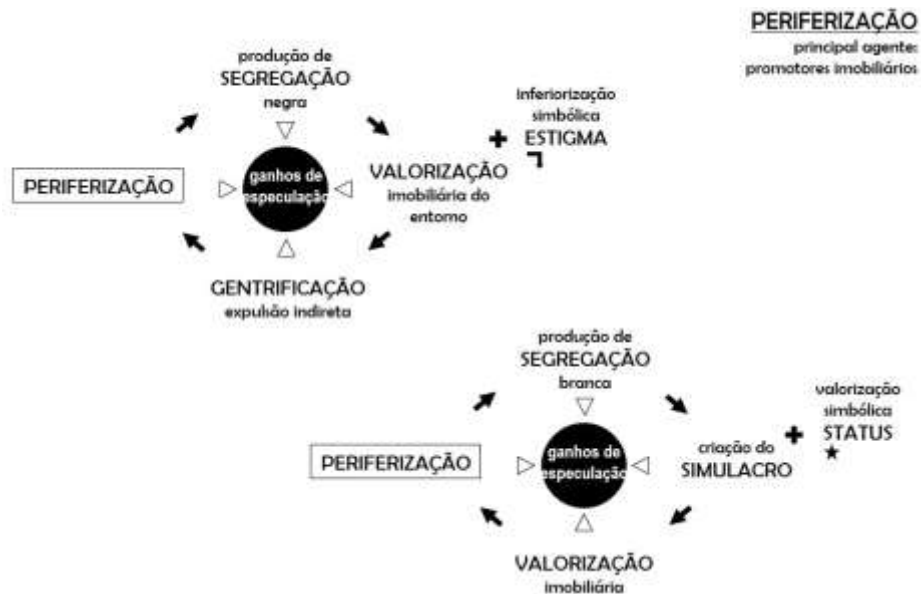 PERIFERIZAÇÃO
principal agente:
promotores imobiliários
produção de
SEGREGAÇÃO
negra
inferiorização
simbólica
ESTIGMA
PERIFERIZAÇÃO
ganhos de
especulação
VALORIZAÇÃO
imobiliária do
entorno
GENTRIFICAÇÃO
expulsão indireta
produção de
SEGREGAÇÃO
branca
valorização
simbólica
STATUS
PERIFERIZAÇÃO
ganhos de
especulação
criação do
SIMULACRO
VALORIZAÇÃO
imobiliária